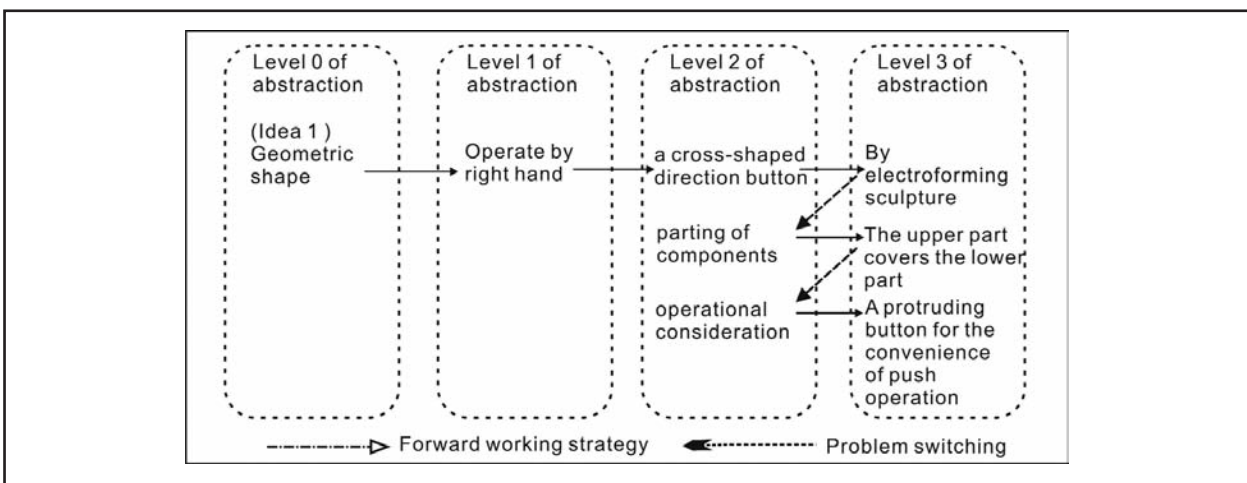 Level 0 of
abstraction
Level 1 of
abstraction
Level 2 of
abstraction
Level 3 of
abstraction
(Idea 1 )
Geometric
shape
Operate by
right hand
a cross-shaped
direction button
By
electroforming
sculpture
parting of
components
The upper part
covers the lower
part
operational
consideration
A protruding
button for the
convenience
of push
operation
Forward working strategy
Problem switching